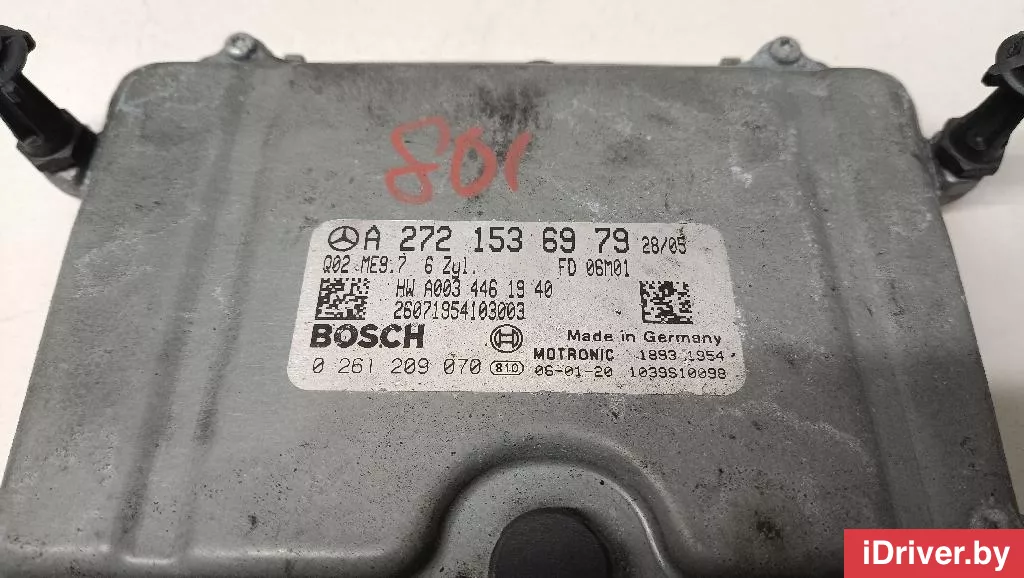 801
A 272 153 69 79 28/05
Q02 ME9.7 6 Zyl. FD 06M01
HW A003 446 19 40
26071954103003
BOSCH Made in Germany
MOTRONIC 1893 1954
0 261 209 070 810 06-01-20 1039S10098
iDriver.by